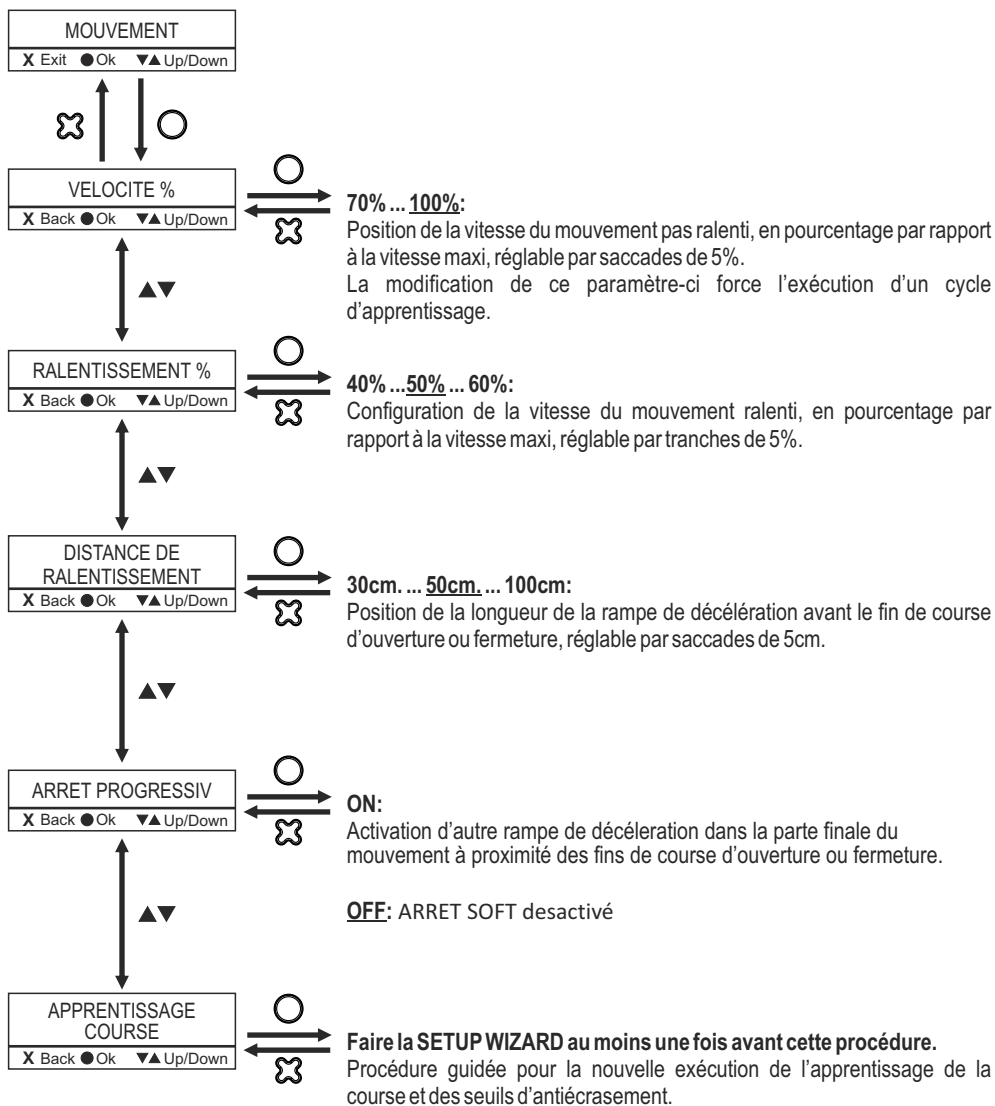 MOUVEMENT
X Exit ●Ok ▼▲Up/Down
VELOCITE %
X Back ●Ok ▼▲Up/Down
70% ... 100%:
Position de la vitesse du mouvement pas ralenti, en pourcentage par rapport
à la vitesse maxi, réglable par saccades de 5%.
La modification de ce paramètre-ci force l’exécution d’un cycle
d’apprentissage.
▲▼
RALENTISSEMENT %
X Back ●Ok ▼▲Up/Down
40% ...50% ... 60%:
Configuration de la vitesse du mouvement ralenti, en pourcentage par
rapport à la vitesse maxi, réglable par tranches de 5%.
▲▼
DISTANCE DE
RALENTISSEMENT
X Back ●Ok ▼▲Up/Down
30cm. ... 50cm. ... 100cm:
Position de la longueur de la rampe de décélération avant le fin de course
d’ouverture ou fermeture, réglable par saccades de 5cm.
▲▼
ARRET PROGRESSIV
X Back ●Ok ▼▲Up/Down
ON:
Activation d’autre rampe de décéleration dans la parte finale du
mouvement à proximité des fins de course d’ouverture ou fermeture.
OFF: ARRET SOFT desactivé
▲▼
APPRENTISSAGE
COURSE
X Back ●Ok ▼▲Up/Down
Faire la SETUP WIZARD au moins une fois avant cette procédure.
Procédure guidée pour la nouvelle exécution de l’apprentissage de la
course et des seuils d’antiécrasement.